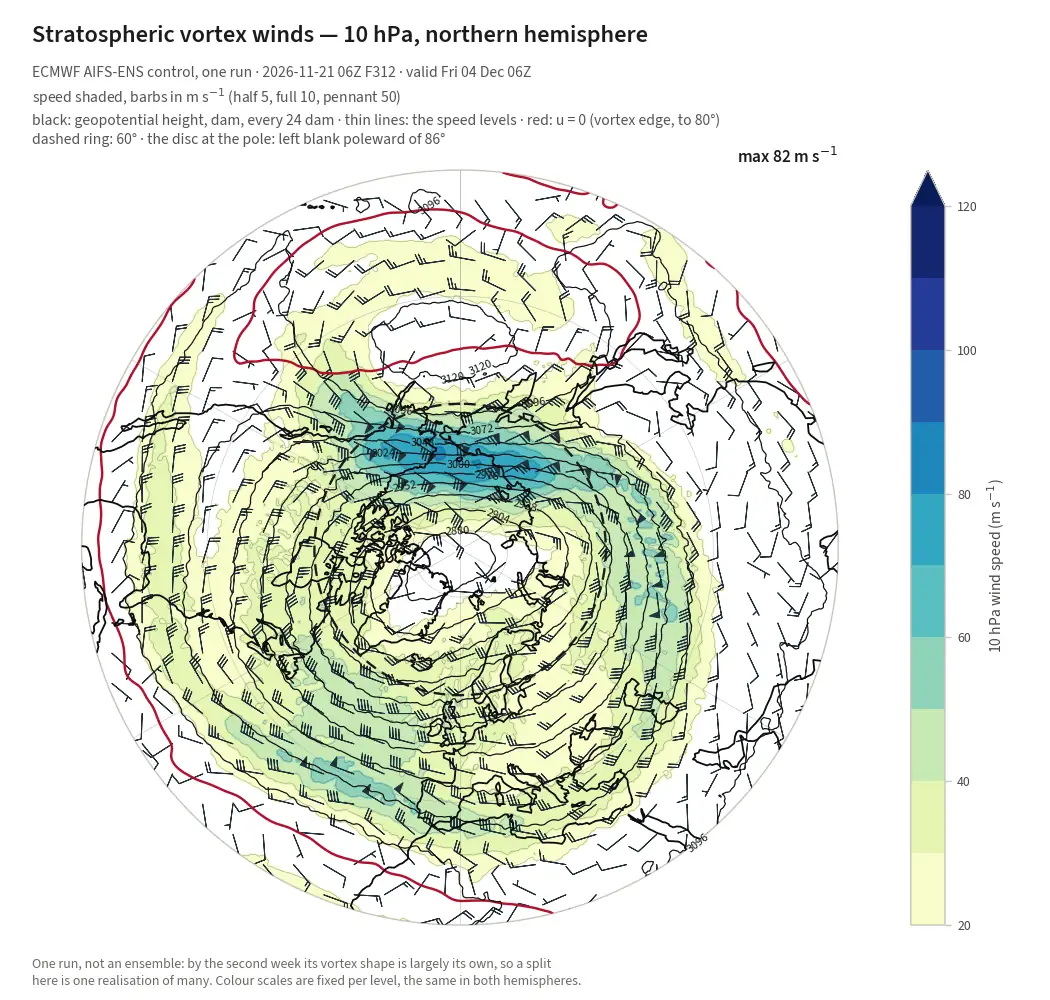 Stratospheric vortex winds — 10 hPa, northern hemisphere
ECMWF AIFS-ENS control, one run · 2026-11-21 06Z F312 · valid Fri 04 Dec 06Z
speed shaded, barbs in m s⁻¹ (half 5, full 10, pennant 50)
black: geopotential height, dam, every 24 dam · thin lines: the speed levels · red: u = 0 (vortex edge, to 80°)
dashed ring: 60° · the disc at the pole: left blank poleward of 86°
max 82 m s⁻¹
3096
3120
3120
3096
3072
3024
3000
2952
2904
2880
3096
120
100
80
60
40
20
10 hPa wind speed (m s⁻¹)
One run, not an ensemble: by the second week its vortex shape is largely its own, so a split
here is one realisation of many. Colour scales are fixed per level, the same in both hemispheres.